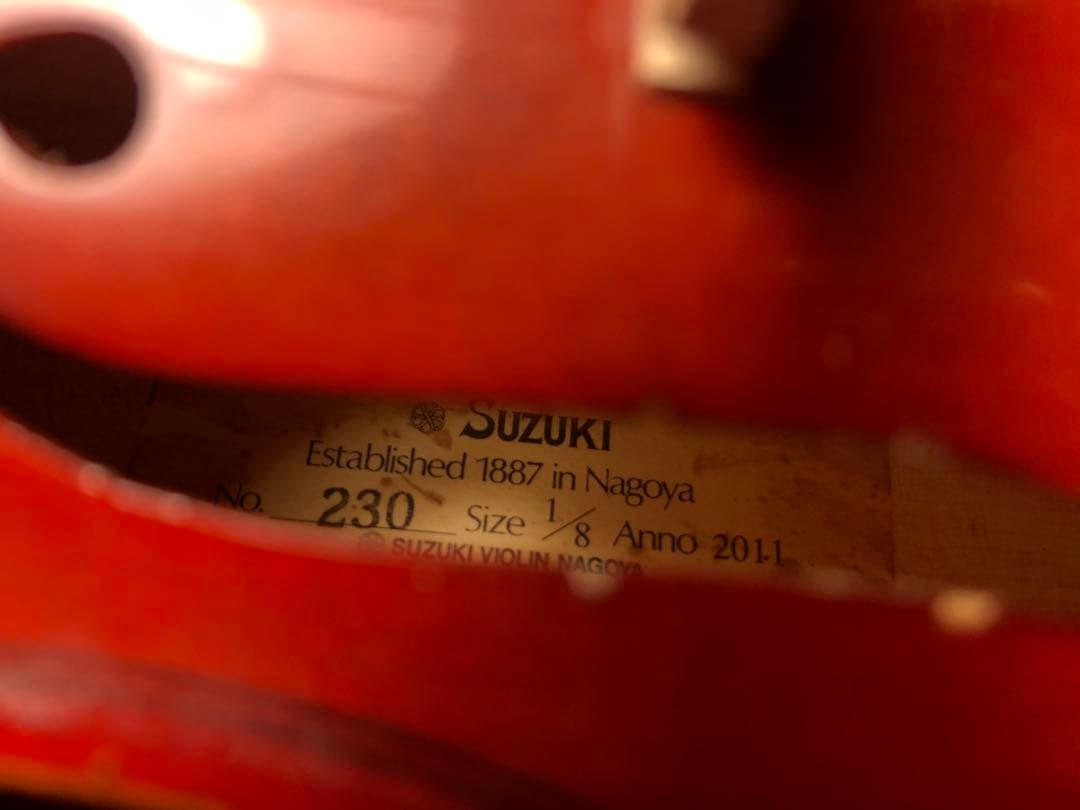 SUZUKI
Established 1887 in Nagoya
No. 230 Size 1/8 Anno 2011
SUZUKI VIOLIN NAGOYA